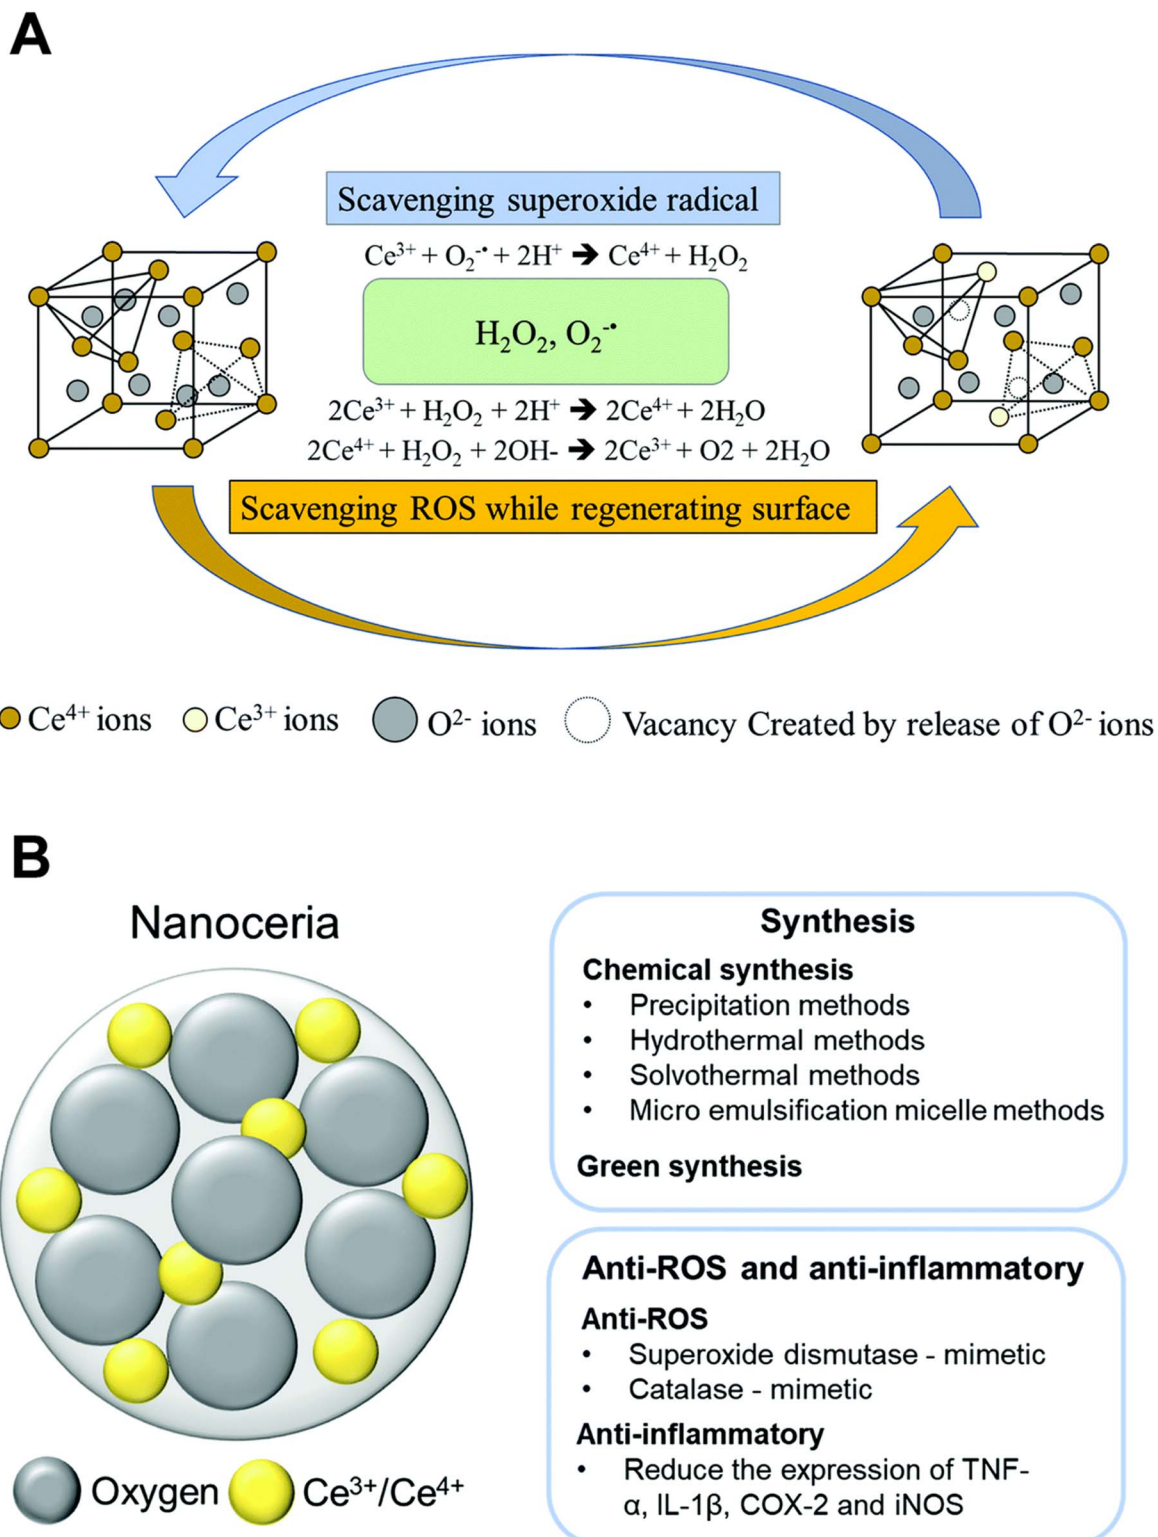 A
Scavenging superoxide radical
Ce³⁺ + O₂⁻• + 2H⁺ ➔ Ce⁴⁺ + H₂O₂
H₂O₂, O₂⁻•
2Ce³⁺ + H₂O₂ + 2H⁺ ➔ 2Ce⁴⁺ + 2H₂O
2Ce⁴⁺ + H₂O₂ + 2OH- ➔ 2Ce³⁺ + O2 + 2H₂O
Scavenging ROS while regenerating surface
Ce⁴⁺ ions Ce³⁺ ions O²⁻ ions Vacancy Created by release of O²⁻ ions
B
Nanoceria
Oxygen Ce³⁺/Ce⁴⁺
Synthesis
Chemical synthesis
• Precipitation methods
• Hydrothermal methods
• Solvothermal methods
• Micro emulsification micelle methods
Green synthesis
Anti-ROS and anti-inflammatory
Anti-ROS
• Superoxide dismutase - mimetic
• Catalase - mimetic
Anti-inflammatory
• Reduce the expression of TNF-
α, IL-1β, COX-2 and iNOS